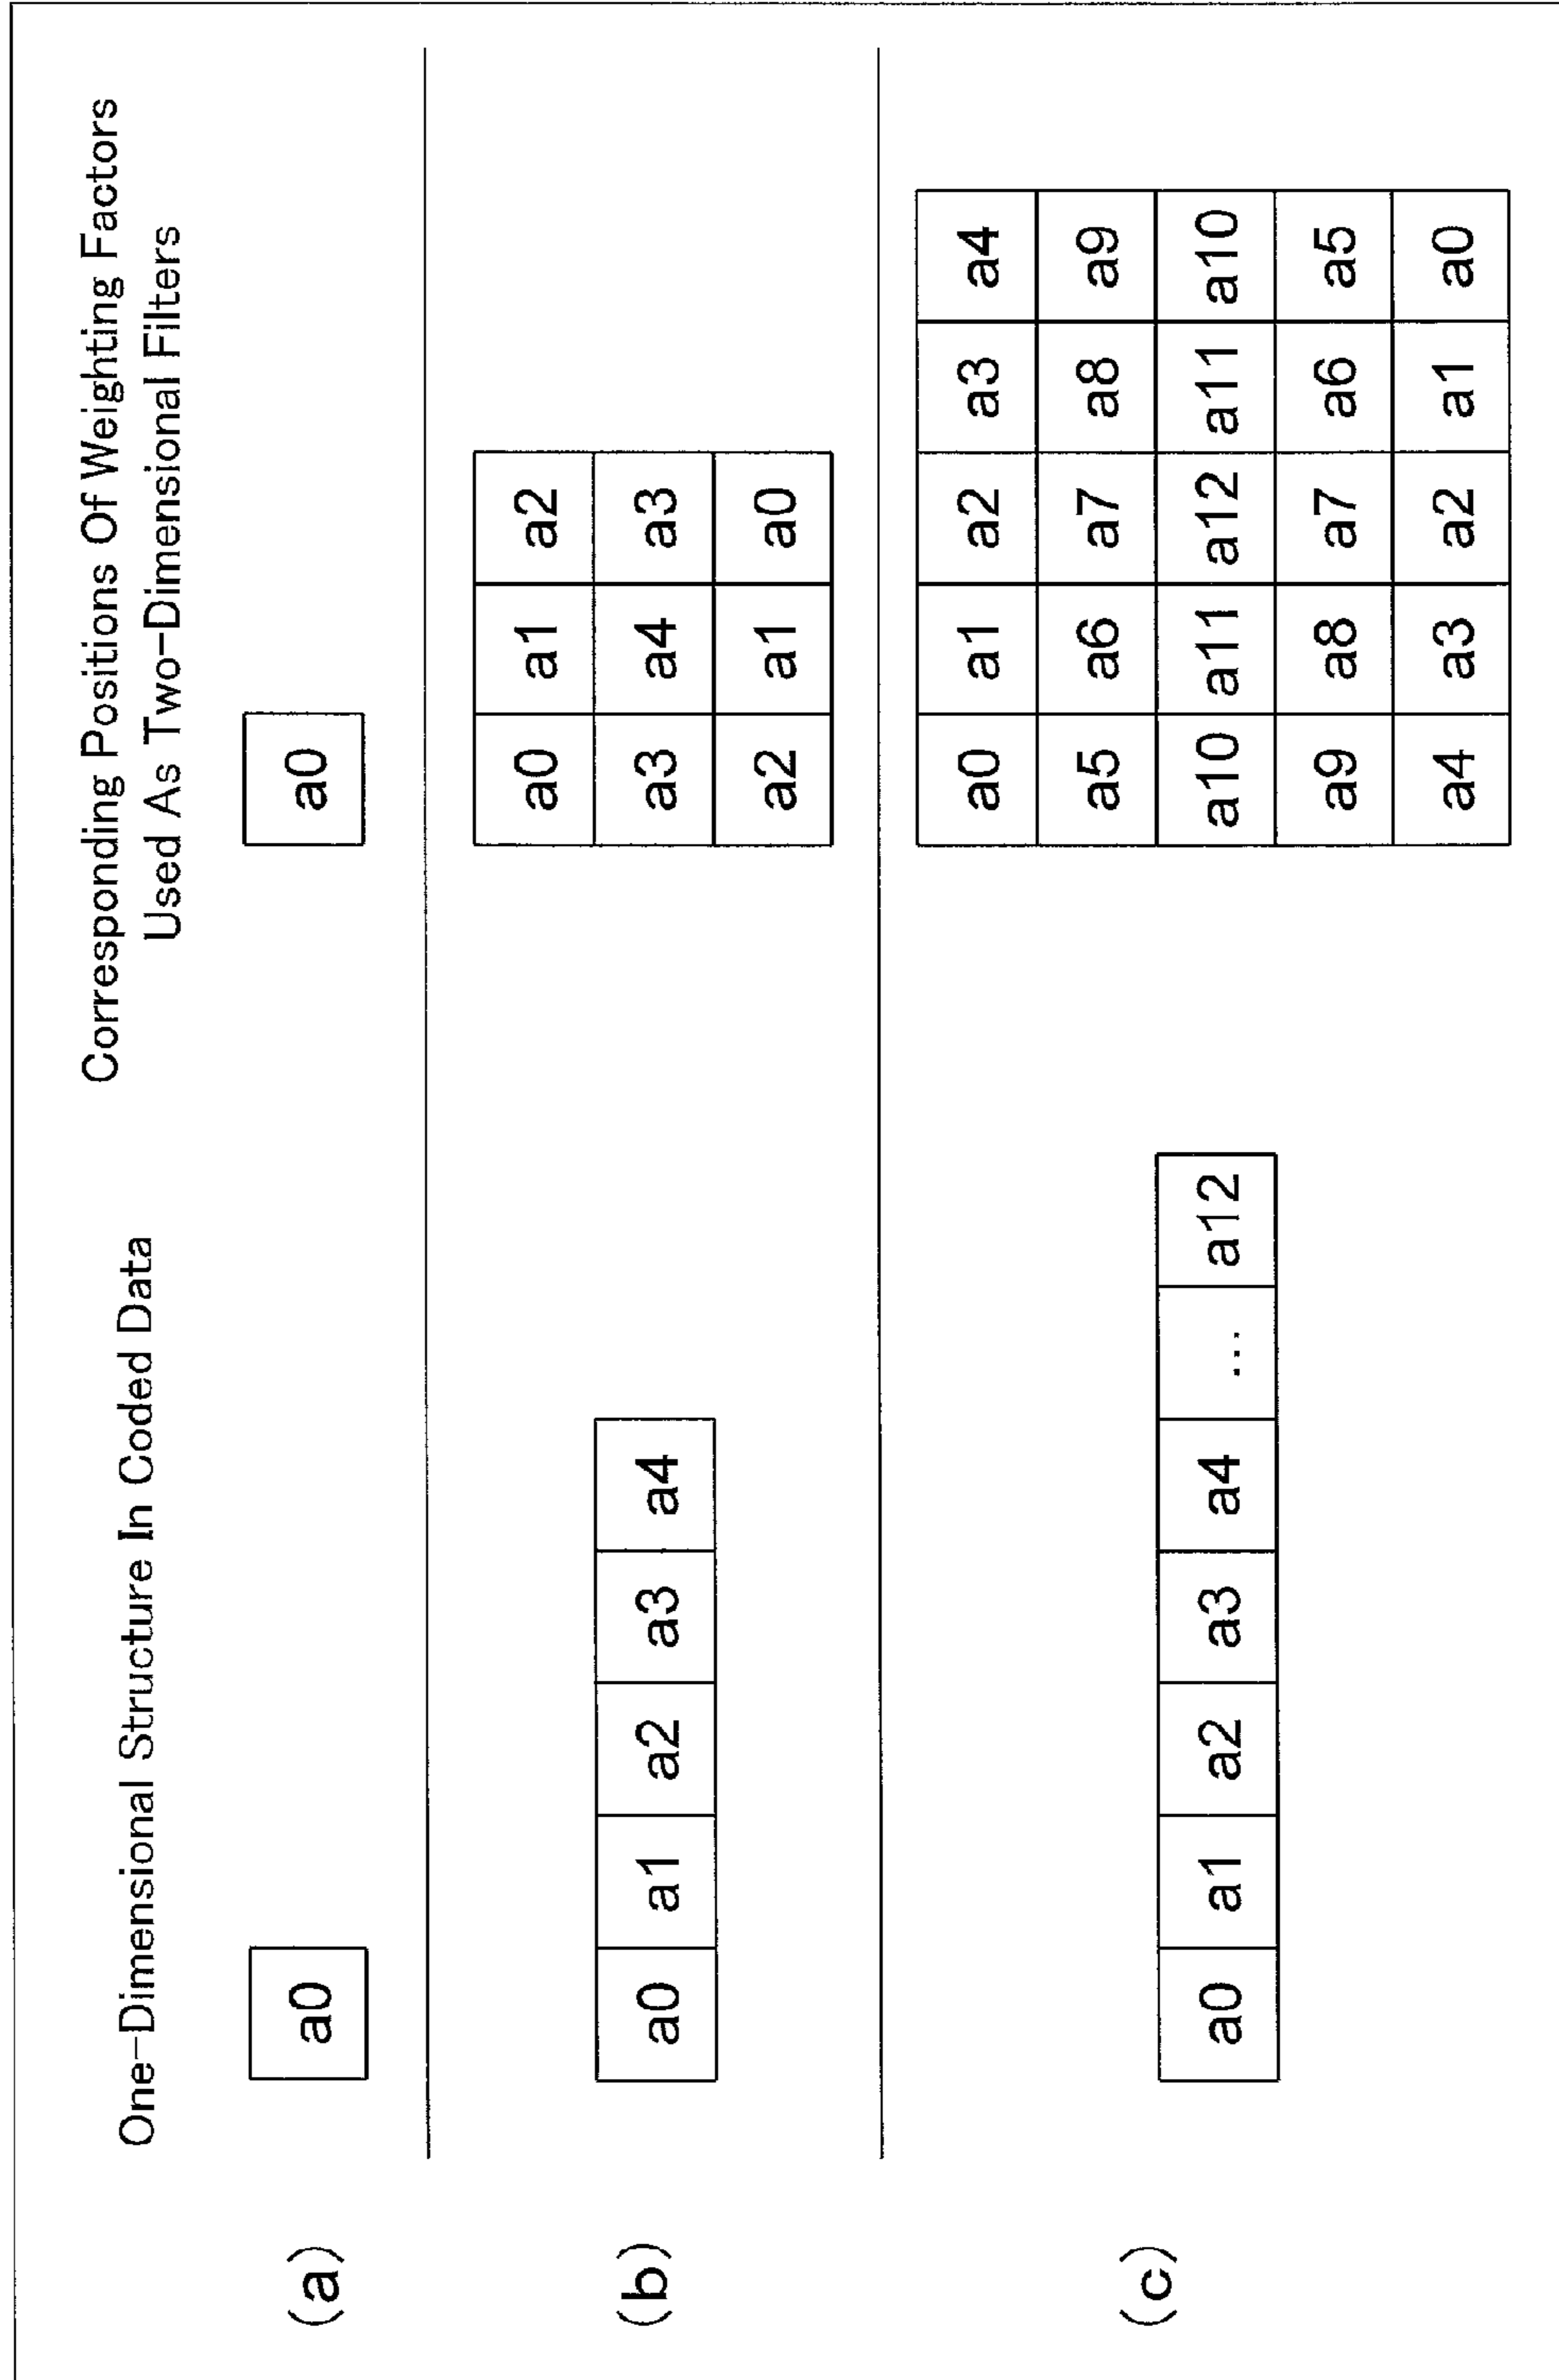 One-Dimensional Structure In Coded Data
Corresponding Positions Of Weighting Factors
Used As Two-Dimensional Filters
(a)
a0
a0
(b)
a0 a1 a2 a3 a4
a0 a1 a2
a3 a4 a3
a2 a1 a0
(c)
a0 a1 a2 a3 a4 ... a12
a0 a1 a2 a3 a4
a5 a6 a7 a8 a9
a10 a11 a12 a11 a10
a9 a8 a7 a6 a5
a4 a3 a2 a1 a0